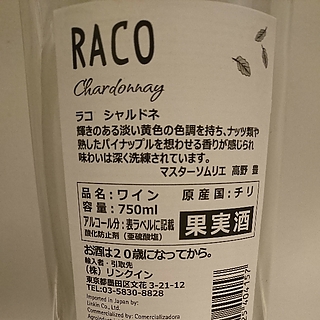 RACO
Chardonnay
ラコ シャルドネ
輝きのある淡い黄色の色調を持ち、ナッツ類や
熟したパイナップルを想わせる香りが感じられ
味わいは深く洗練されています。
マスターソムリエ 高野 豊
品名:ワイン 原産国:チリ
容量:750ml
アルコール分:表ラベルに記載
酸化防止剤(亜硫酸塩)
果実酒
お酒は20歳になってから。
輸入者・引取先
(株)リンクイン
東京都墨田区文花 3-21-12
TEL:03-5830-8828
Imported in Japan by:
Linkin Co., Ltd.
Commercialized by: Comercializadora